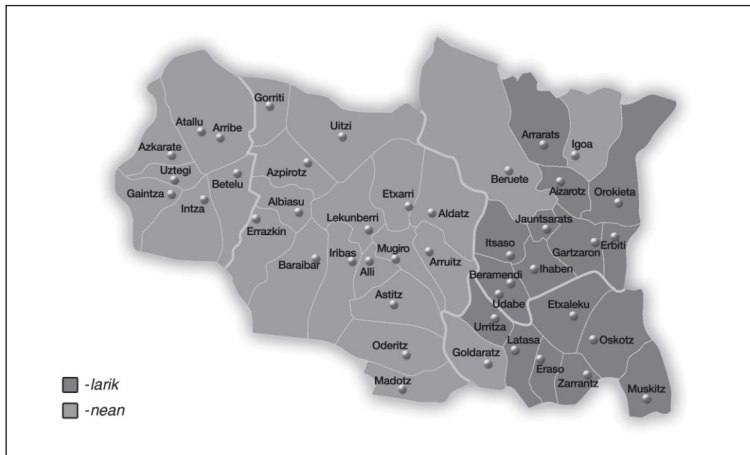 Gorriti
Atallu
Arribe
Uitzi
Azkarate
Uztegi
Gaintza
Intza
Betelu
Azpirotz
Albiasu
Errazkin
Baraibar
Lekunberri
Etxarri
Aldatz
Iribas
Alli
Mugiro
Arruitz
Astitz
Oderitz
Madotz
Arrarats
Igoa
Beruete
Aizarotz
Orokieta
Jauntsarats
Itsaso
Gartzaron
Erbiti
Beramendi
Ihaben
Udabe
Urritza
Etxaleku
Goldaratz
Latasa
Oskotz
Eraso
Zarrantz
Muskitz
-larik
-nean